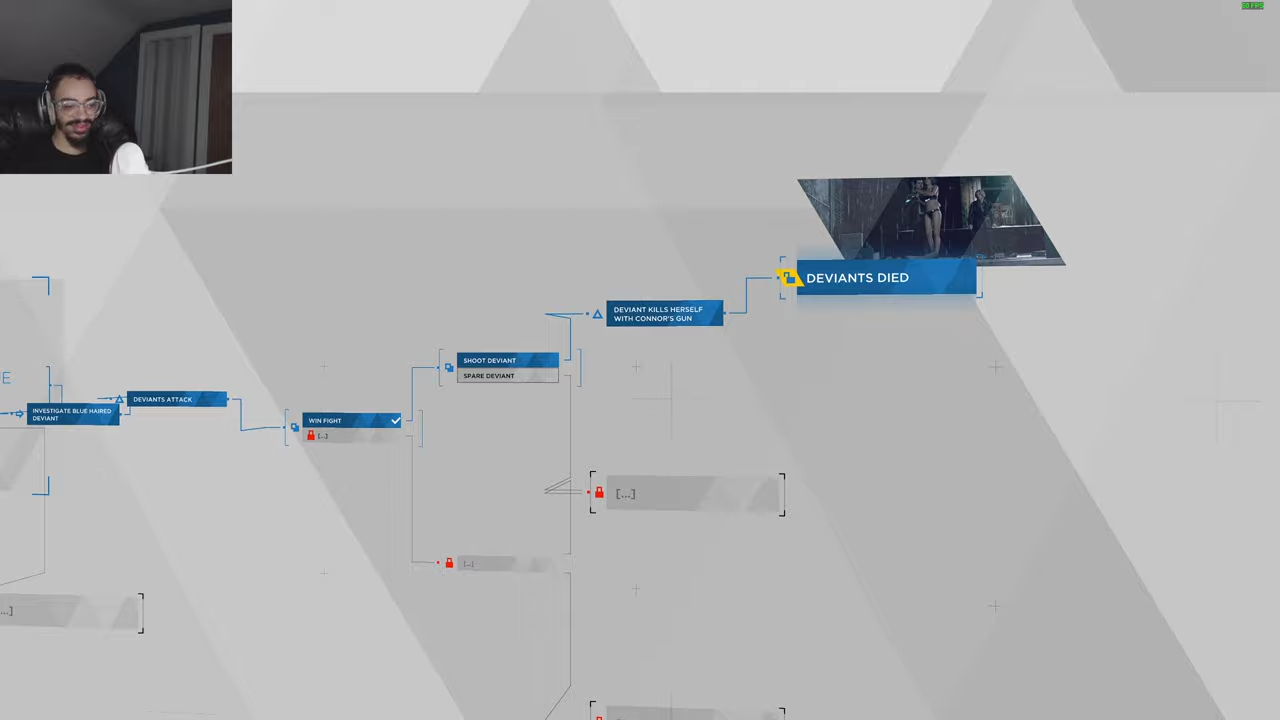 DEVIANTS DIED
DEVIANT KILLS HERSELF
WITH CONNOR'S GUN
SHOOT DEVIANT
SPARE DEVIANT
E
DEVIANTS ATTACK
INVESTIGATE BLUE HAIRED
DEVIANT
WIN FIGHT
[...]
[...]
[...]
...]